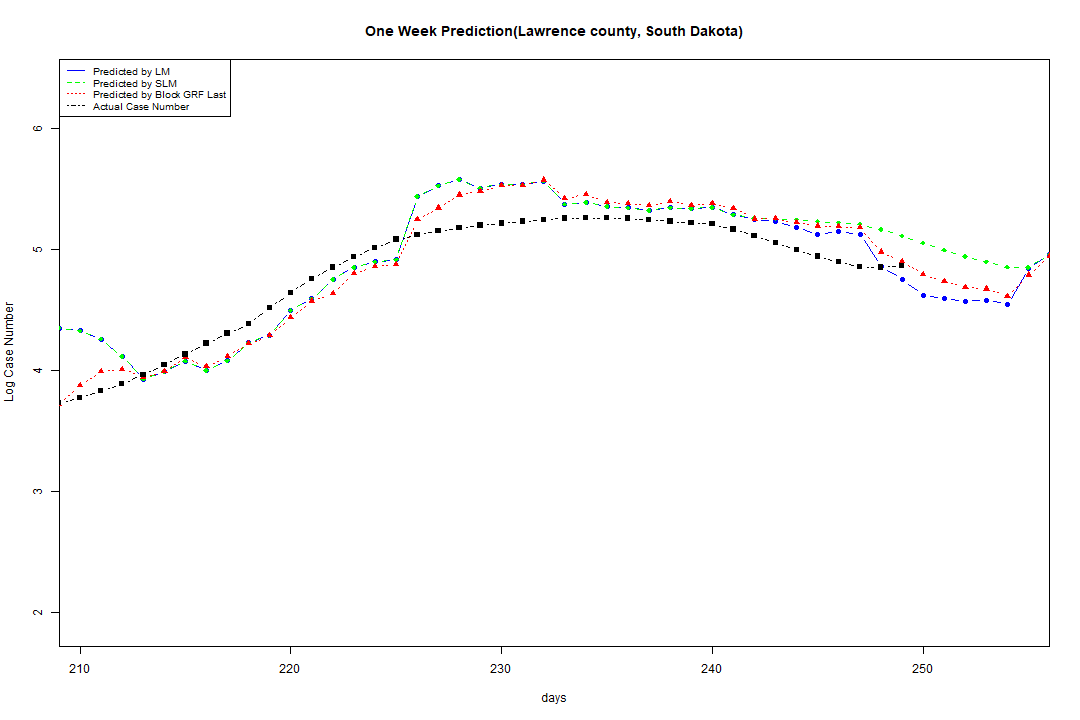 One Week Prediction(Lawrence county, South Dakota)
Predicted by LM
Predicted by SLM
Predicted by Block GRF Last
Actual Case Number
6
5
4
3
2
Log Case Number
210 220 230 240 250
days